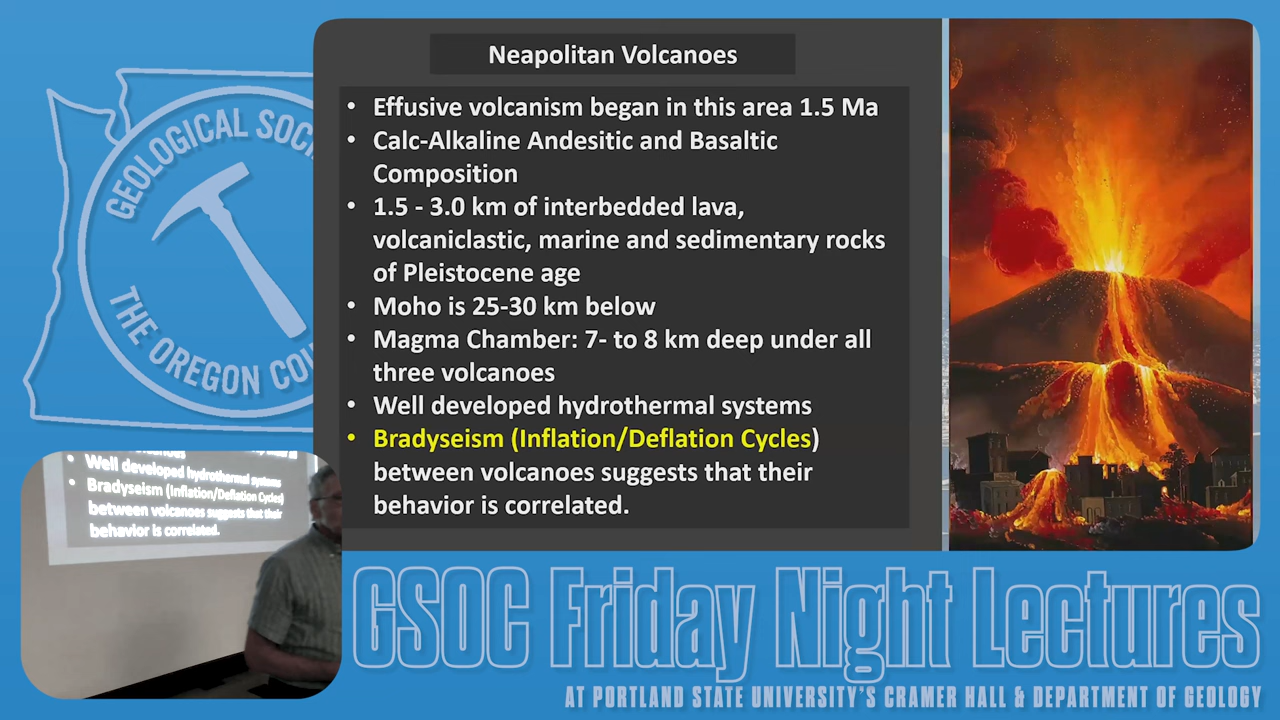 Neapolitan Volcanoes
• Effusive volcanism began in this area 1.5 Ma
• Calc-Alkaline Andesitic and Basaltic
Composition
• 1.5 - 3.0 km of interbedded lava,
volcaniclastic, marine and sedimentary rocks
of Pleistocene age
• Moho is 25-30 km below
• Magma Chamber: 7- to 8 km deep under all
three volcanoes
• Well developed hydrothermal systems
• Bradyseism (Inflation/Deflation Cycles)
between volcanoes suggests that their
behavior is correlated.
GEOLOGICAL SOCI
THE OREGON COU
• Well developed hydrothermal systems
• Bradyseism (Inflation/Deflation Cycles)
between volcanoes suggests that their
behavior is correlated.
GSOC Friday Night Lectures
AT PORTLAND STATE UNIVERSITY'S CRAMER HALL & DEPARTMENT OF GEOLOGY